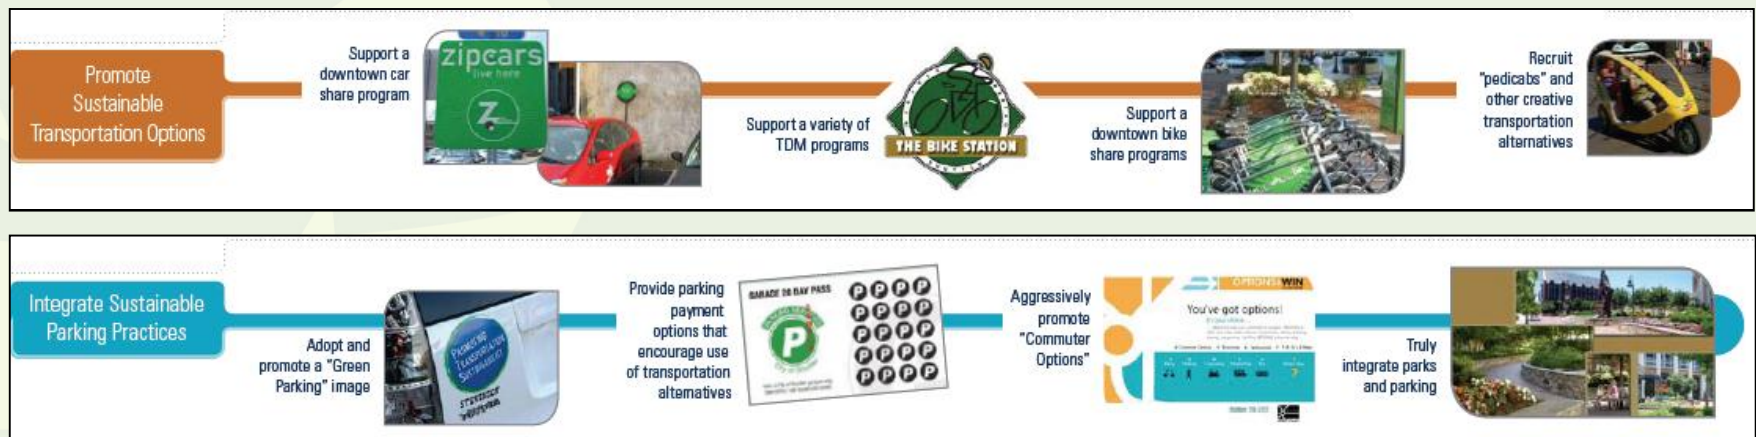 Promote
Sustainable
Transportation Options
Support a
downtown car
share program
zipcars
live here
Z
Support a variety of
TDM programs
THE BIKE STATION
Support a
downtown bike
share programs
Recruit
"pedicabs" and
other creative
transportation
alternatives
Integrate Sustainable
Parking Practices
Adopt and
promote a "Green
Parking" image
PROMOTING
TRANSPORTATION
SUSTAINABILITY
Provide parking
payment
options that
encourage use
of transportation
alternatives
GARAGE 20 DAY PASS
P
P P P P
P P P P
P P P P
P P P P
P P P P
Aggressively
promote
"Commuter
Options"
OPTIONS WIN
You've got options!
Truly
integrate parks
and parking